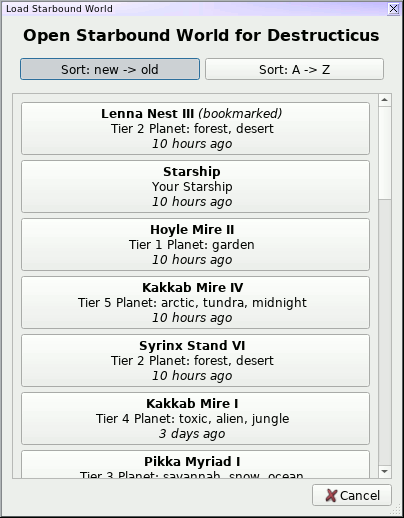 Load Starbound World
Open Starbound World for Destructicus
Sort: new -> old
Sort: A -> Z
Lenna Nest III (bookmarked)
Tier 2 Planet: forest, desert
10 hours ago
Starship
Your Starship
10 hours ago
Hoyle Mire II
Tier 1 Planet: garden
10 hours ago
Kakkab Mire IV
Tier 5 Planet: arctic, tundra, midnight
10 hours ago
Syrinx Stand VI
Tier 2 Planet: forest, desert
10 hours ago
Kakkab Mire I
Tier 4 Planet: toxic, alien, jungle
3 days ago
Pikka Myriad I
Tier 3 Planet: savannah, snow, ocean
Cancel